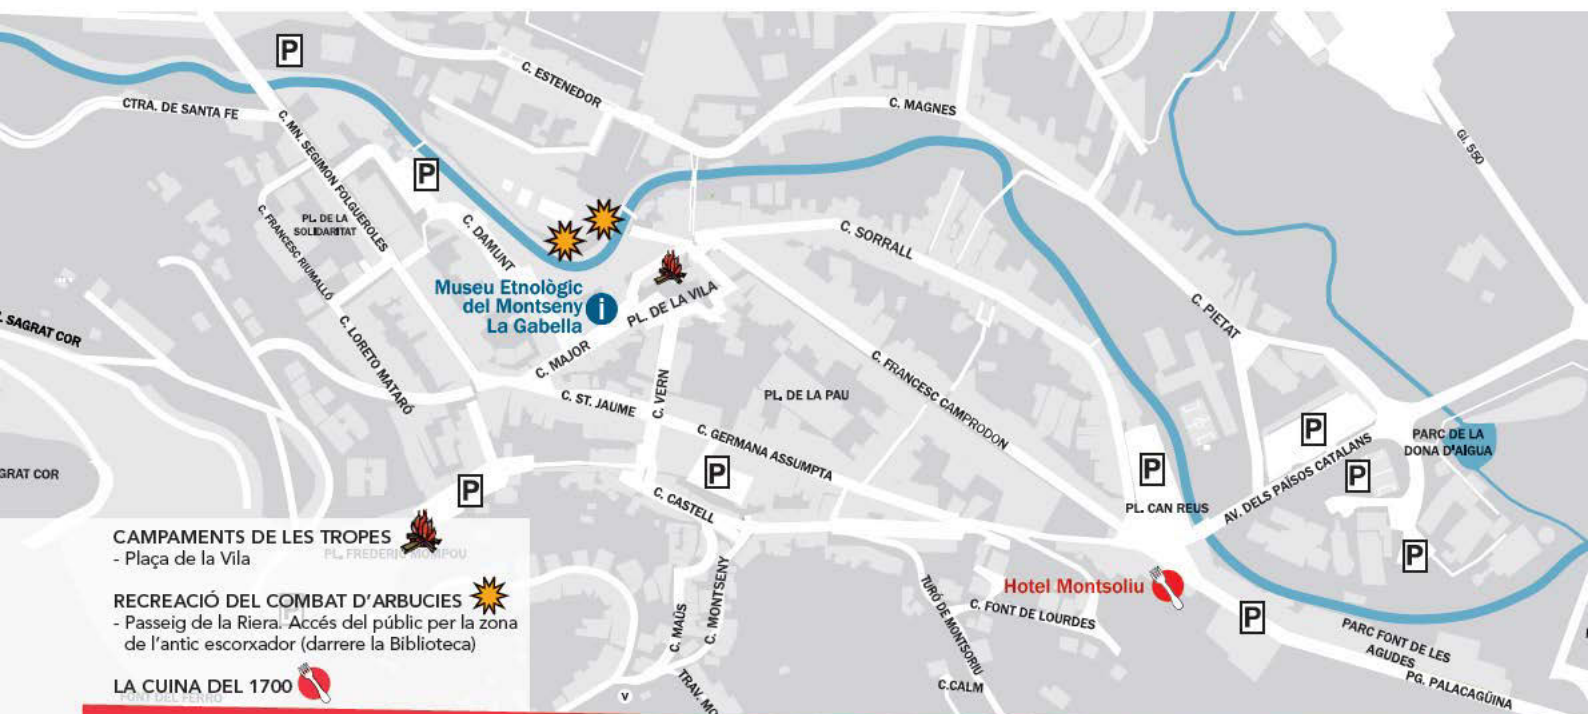 P
C. ESTENEDOR
CTRA. DE SANTA FE
C. MAGNES
GI. 550
C. MN. SEGIMON FOLGUEROLES
P
PL. DE LA
SOLIDARITAT
C. FRANCESC RIUMALLÓ
C. DAMUNT
C. SORRALL
Museu Etnològic
del Montseny
La Gabella
i
PL. DE LA VILA
C. PIETAT
SAGRAT COR
C. LORETO MATARÓ
C. MAJOR
C. FRANCESC CAMPRODON
C. VERN
PL. DE LA PAU
C. ST. JAUME
C. GERMANA ASSUMPTA
P
PARC DE LA
DONA D'AIGUA
AV. DELS PAÏSOS CATALANS
GRAT COR
P
P
P
P
C. CASTELL
PL. CAN REUS
P
CAMPAMENTS DE LES TROPES
- Plaça de la Vila
PL. FREDERIC MOMPOU
Hotel Montsoliu
C. MONTSENY
C. MAÜS
TURÓ DE MONTSORIU
C. FONT DE LOURDES
P
RECREACIÓ DEL COMBAT D'ARBUCIES
- Passeig de la Riera. Accés del públic per la zona
de l'antic escorxador (darrere la Biblioteca)
PARC FONT DE LES
AGUDES
PG. PALACAGÜINA
LA CUINA DEL 1700
FONT DEL FERRO
V
C.CALM